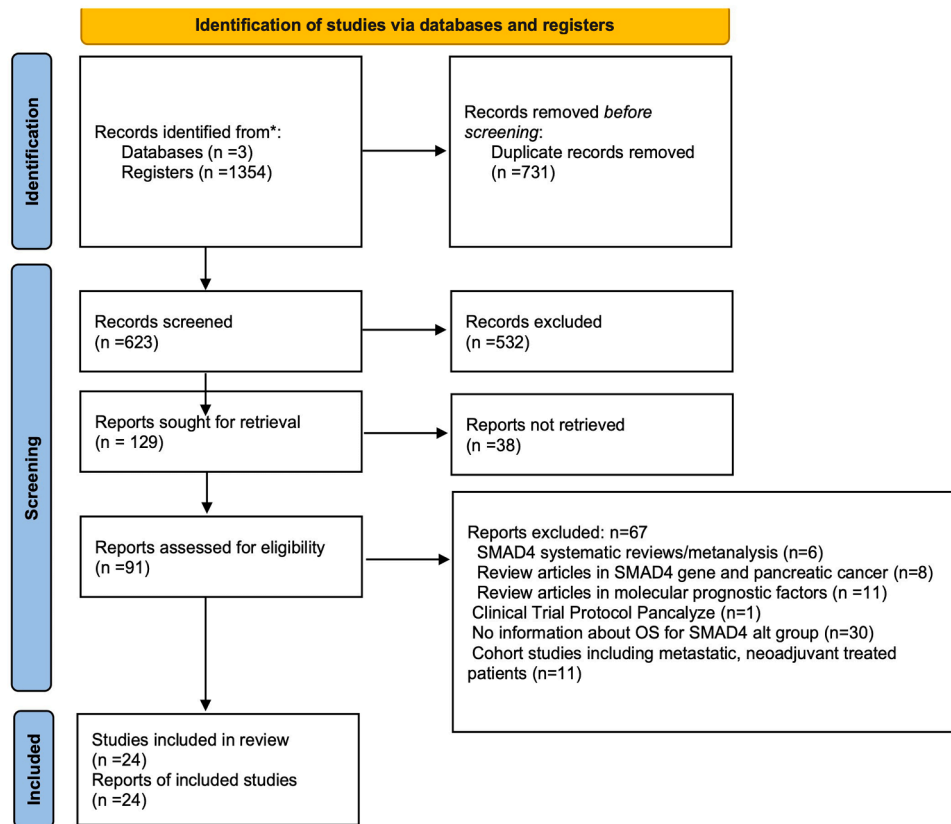 Identification of studies via databases and registers
Identification
Records identified from*:
Databases (n =3)
Registers (n =1354)
Records removed before
screening:
Duplicate records removed
(n =731)
Screening
Records screened
(n =623)
Records excluded
(n =532)
Reports sought for retrieval
(n = 129)
Reports not retrieved
(n =38)
Reports assessed for eligibility
(n =91)
Reports excluded: n=67
SMAD4 systematic reviews/metanalysis (n=6)
Review articles in SMAD4 gene and pancreatic cancer (n=8)
Review articles in molecular prognostic factors (n =11)
Clinical Trial Protocol Pancalyze (n=1)
No information about OS for SMAD4 alt group (n=30)
Cohort studies including metastatic, neoadjuvant treated
patients (n=11)
Included
Studies included in review
(n =24)
Reports of included studies
(n =24)